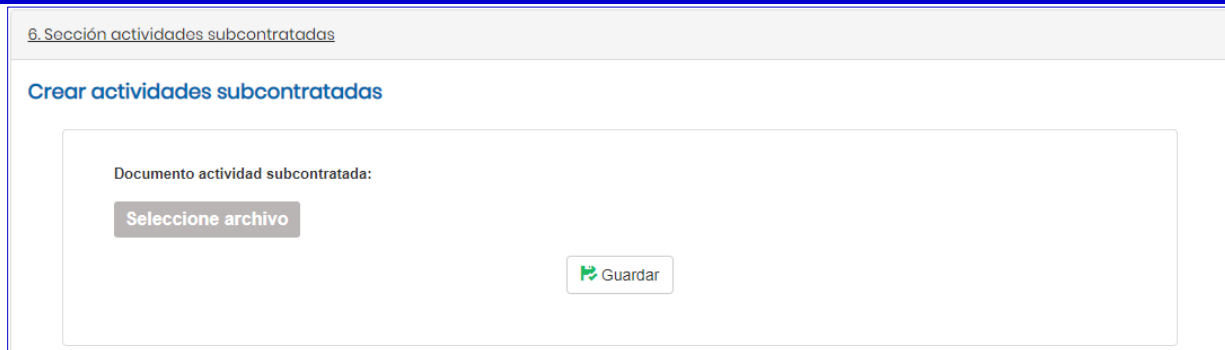 6. Sección actividades subcontratadas
Crear actividades subcontratadas
Documento actividad subcontratada:
Seleccione archivo
Guardar